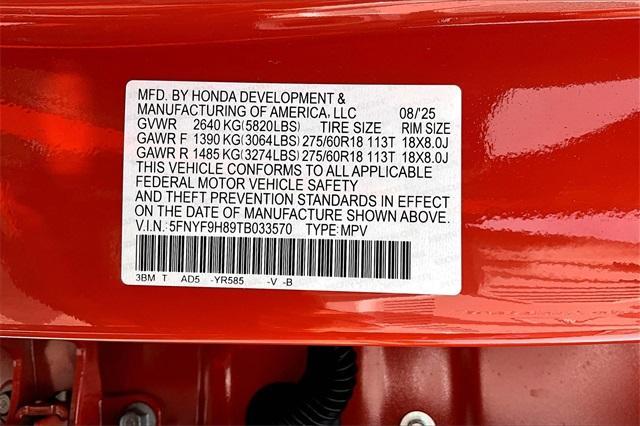 MFD. BY HONDA DEVELOPMENT &
MANUFACTURING OF AMERICA, LLC 08/'25
GVWR 2640 KG(5820LBS) TIRE SIZE RIM SIZE
GAWR F 1390 KG(3064LBS) 275/60R18 113T 18X8.0J
GAWR R 1485 KG(3274LBS) 275/60R18 113T 18X8.0J
THIS VEHICLE CONFORMS TO ALL APPLICABLE
FEDERAL MOTOR VEHICLE SAFETY
AND THEFT PREVENTION STANDARDS IN EFFECT
ON THE DATE OF MANUFACTURE SHOWN ABOVE.
V.I.N.: 5FNYF9H89TB033570 TYPE: MPV
3BM T AD5 -YR585 -V -B